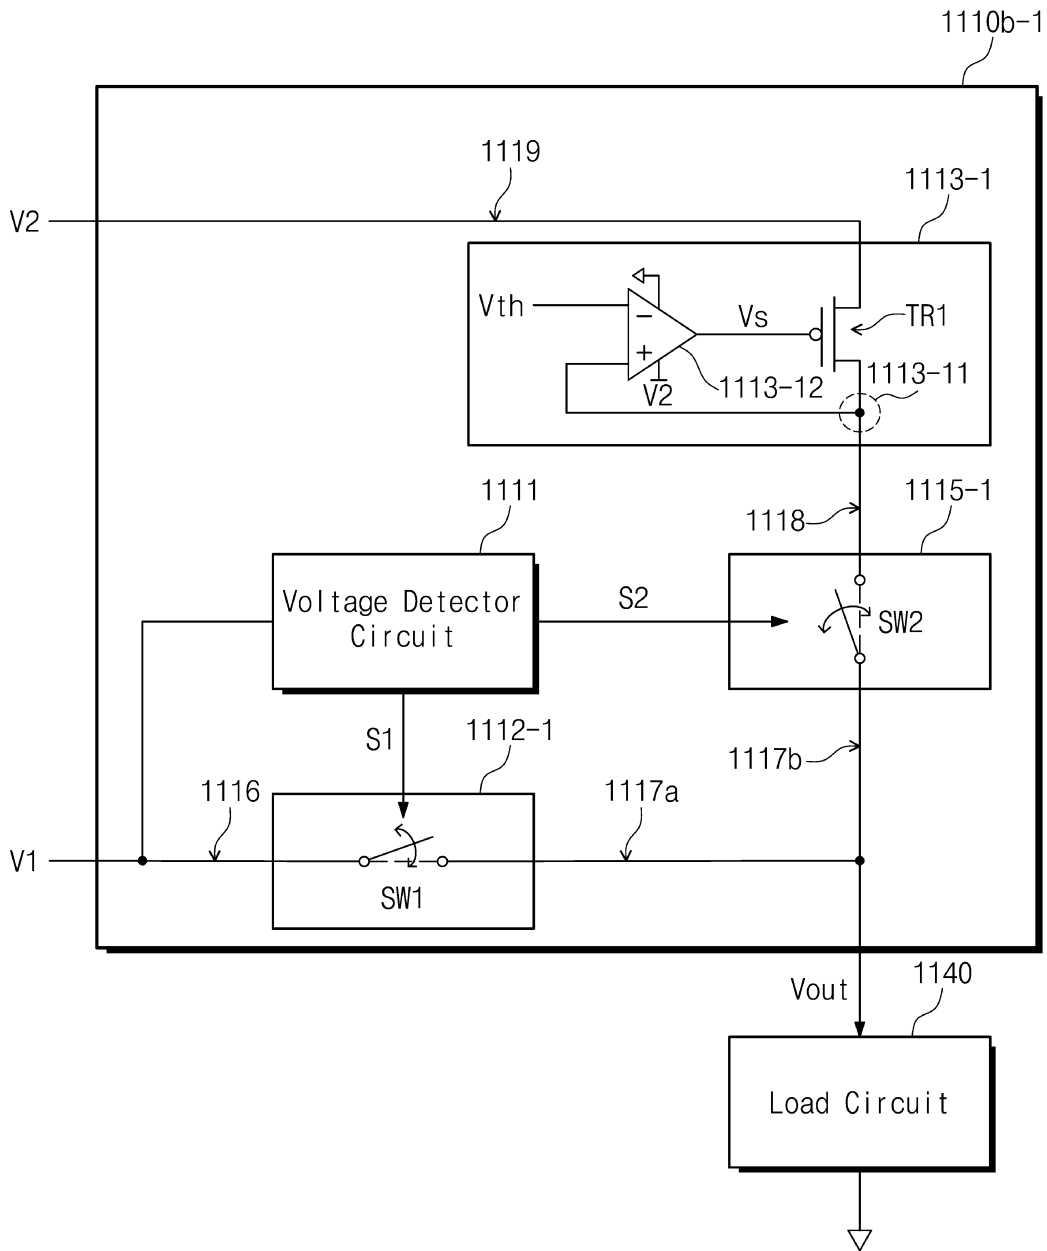 1110b-1
1119
1113-1
V2
Vth
−
+
Vs
TR1
V2
1113-12
1113-11
1111
1118
1115-1
Voltage Detector
Circuit
S2
SW2
S1
1112-1
1117b
1116
1117a
V1
SW1
1140
Vout
Load Circuit